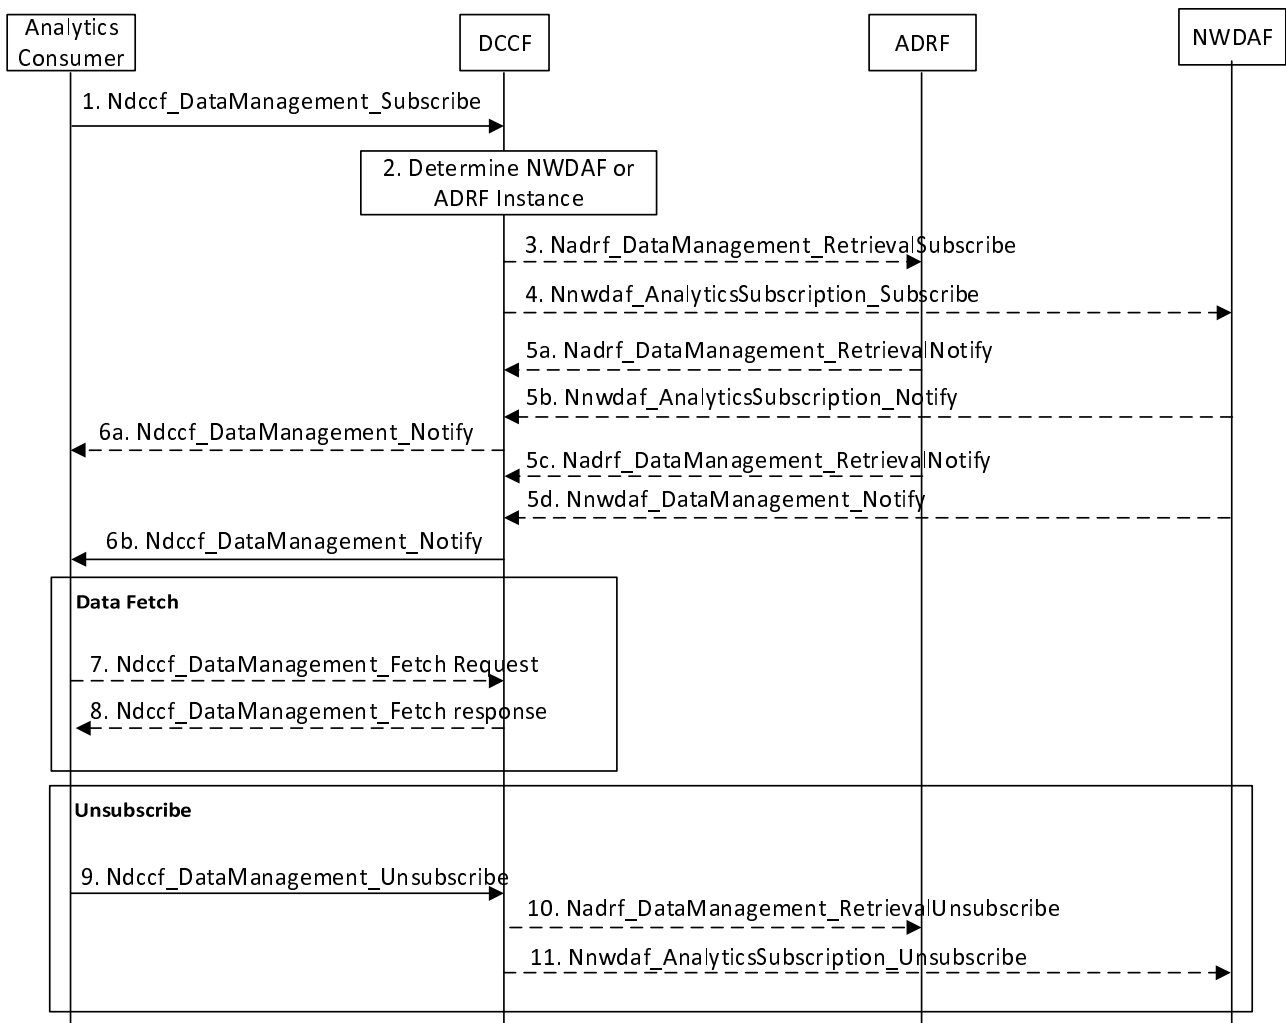 Analytics
Consumer
DCCF
ADRF
NWDAF
1. Ndccf_DataManagement_Subscribe
2. Determine NWDAF or
ADRF Instance
3. Nadrf_DataManagement_RetrievalSubscribe
4. Nnwdaf_AnalyticsSubscription_Subscribe
5a. Nadrf_DataManagement_RetrievalNotify
5b. Nnwdaf_AnalyticsSubscription_Notify
6a. Ndccf_DataManagement_Notify
5c. Nadrf_DataManagement_RetrievalNotify
5d. Nnwdaf_DataManagement_Notify
6b. Ndccf_DataManagement_Notify
Data Fetch
7. Ndccf_DataManagement_Fetch Request
8. Ndccf_DataManagement_Fetch response
Unsubscribe
9. Ndccf_DataManagement_Unsubscribe
10. Nadrf_DataManagement_RetrievalUnsubscribe
11. Nnwdaf_AnalyticsSubscription_Unsubscribe